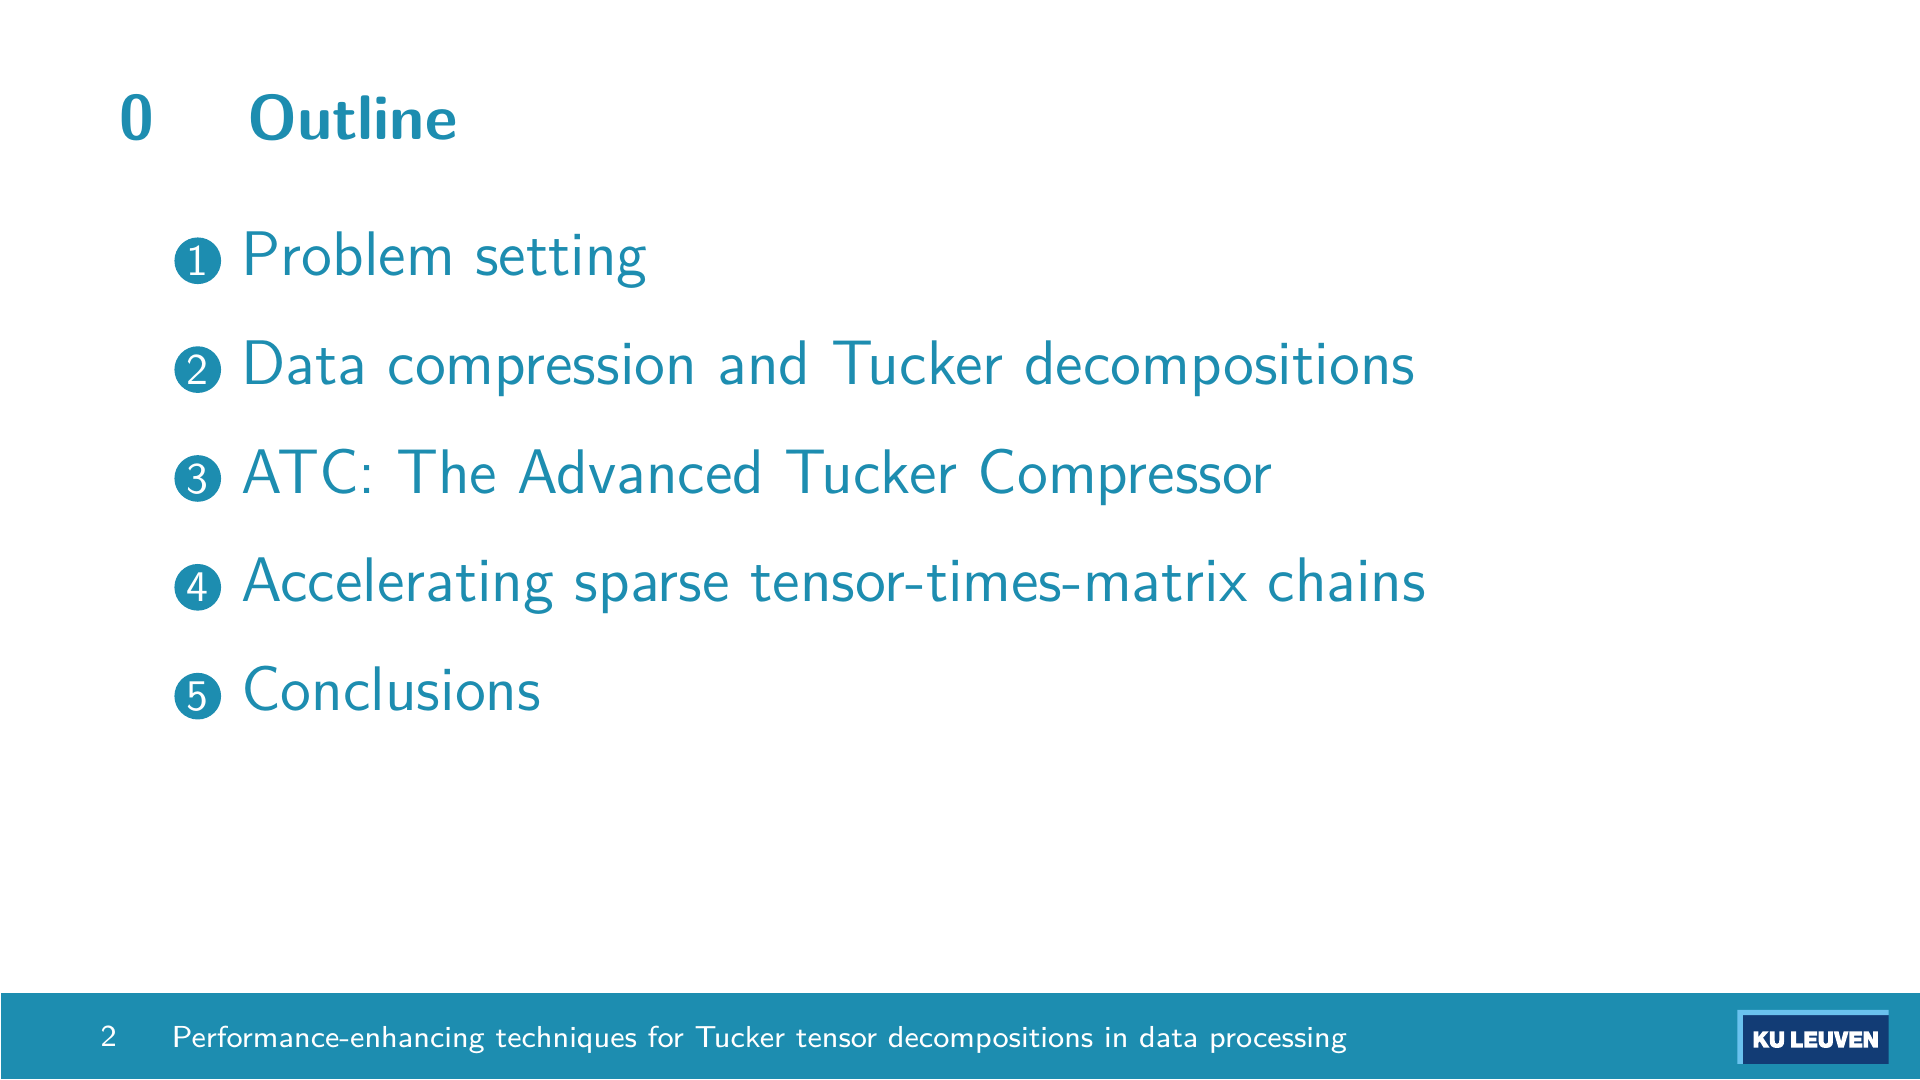 0 Outline
1 Problem setting
2 Data compression and Tucker decompositions
3 ATC: The Advanced Tucker Compressor
4 Accelerating sparse tensor-times-matrix chains
5 Conclusions
2 Performance-enhancing techniques for Tucker tensor decompositions in data processing
KU LEUVEN